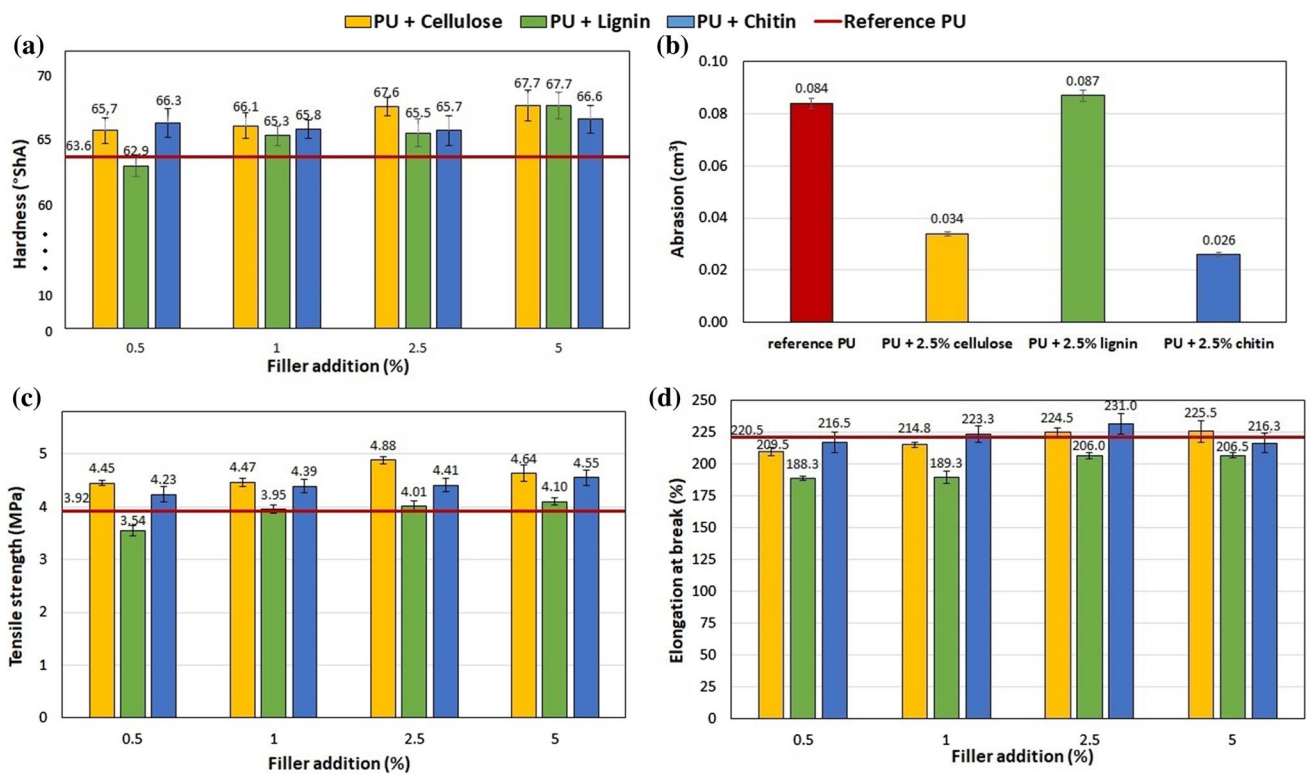 PU + Cellulose PU + Lignin PU + Chitin Reference PU
(a)
Hardness (°ShA)
70
65
63.6
60
10
0
65,7 62,9 66.3
66.1 65.3 65.8
67,6 65.5 65.7
67.7 67.7 66.6
0.5 1 2.5 5
Filler addition (%)
(b)
Abrasion (cm³)
0.10
0.08
0.06
0.04
0.02
0.00
0.084 0.034 0.087 0.026
reference PU PU + 2.5% cellulose PU + 2.5% lignin PU + 2.5% chitin
(c)
Tensile strength (MPa)
5
4
3.92
3
2
1
0
4.45 3.54 4.23
4.47 3.95 4.39
4.88 4.01 4.41
4.64 4.10 4.55
0.5 1 2.5 5
Filler addition (%)
(d)
Elongation at break (%)
250
225
220.5
200
175
150
125
100
75
50
25
0
209.5 188.3 216.5
214.8 189.3 223.3
224.5 206.0 231.0
225.5 206.5 216.3
0.5 1 2.5 5
Filler addition (%)